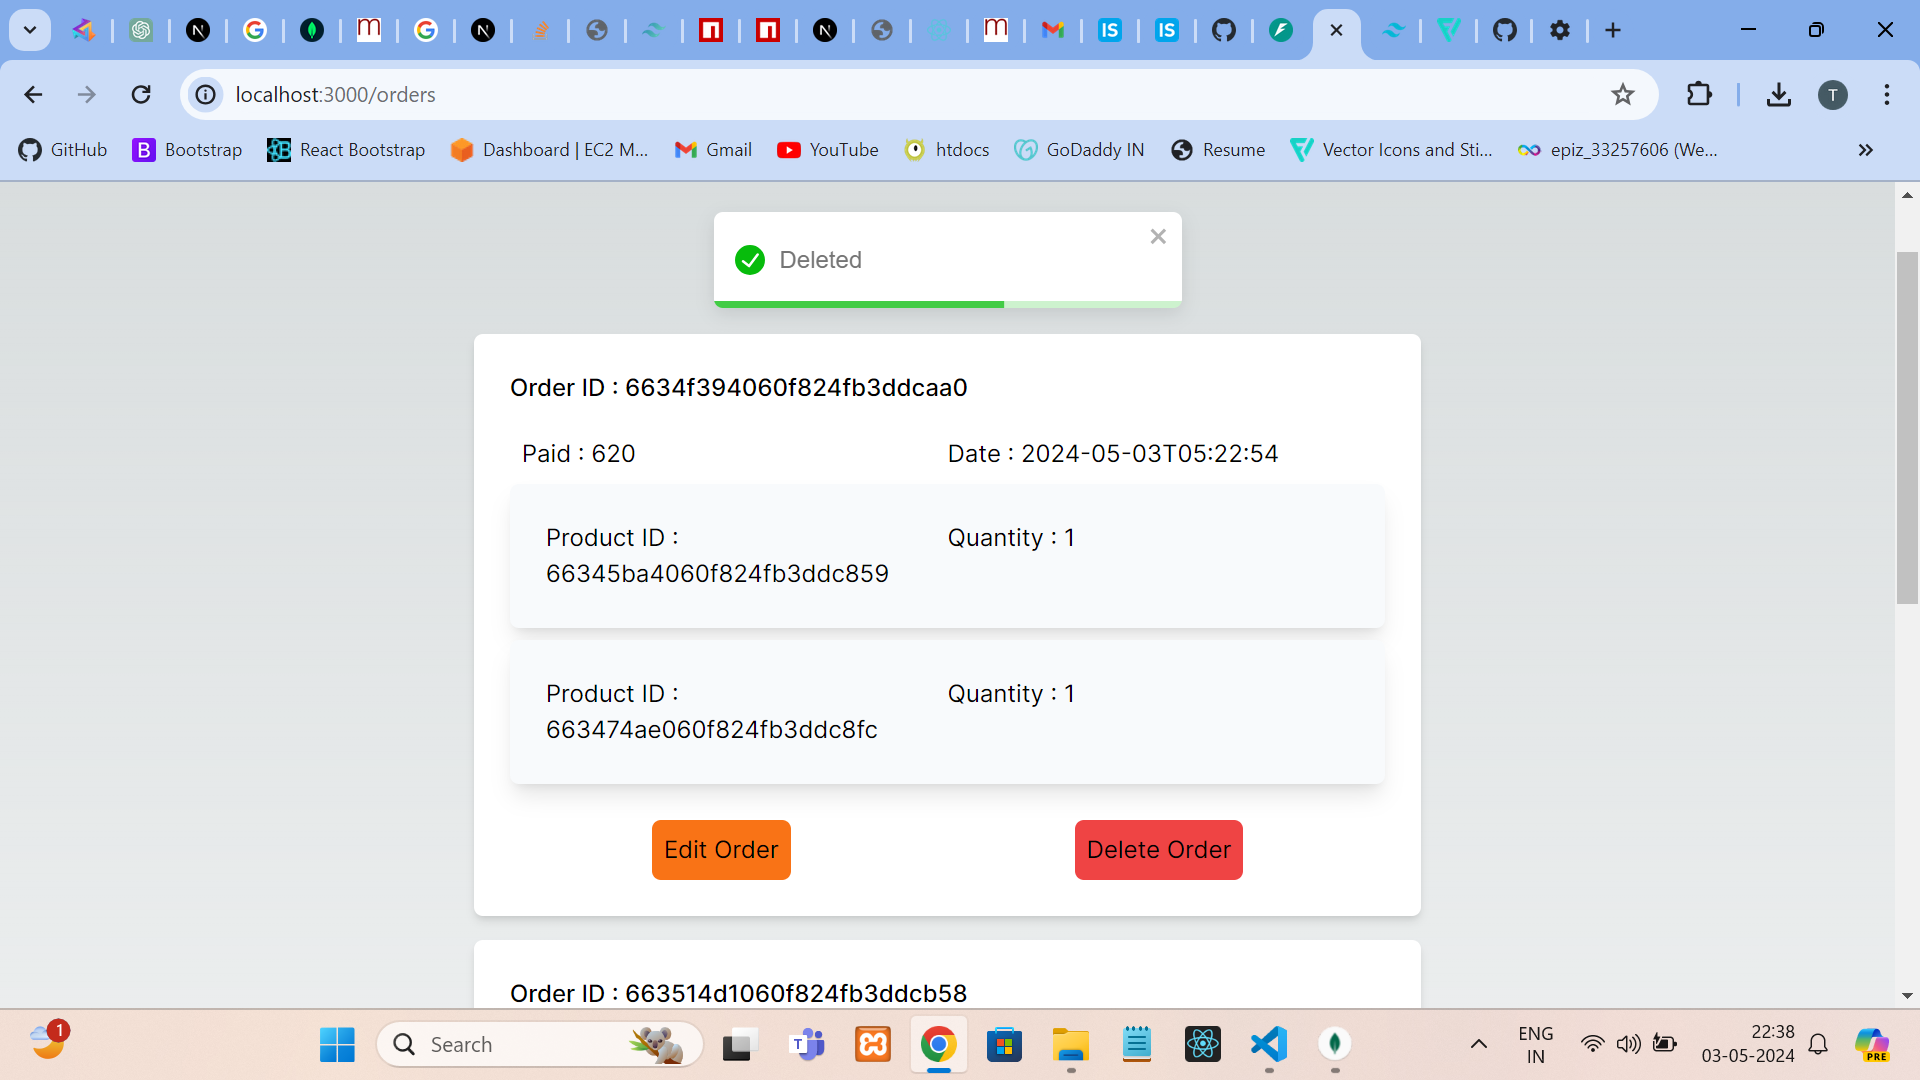 localhost:3000/orders
T
GitHub
Bootstrap
React Bootstrap
Dashboard | EC2 M...
Gmail
YouTube
htdocs
GoDaddy IN
Resume
Vector Icons and Sti...
epiz_33257606 (We...
Deleted
Order ID : 6634f394060f824fb3ddcaa0
Paid : 620
Date : 2024-05-03T05:22:54
Product ID :
66345ba4060f824fb3ddc859
Quantity : 1
Product ID :
663474ae060f824fb3ddc8fc
Quantity : 1
Edit Order
Delete Order
Order ID : 663514d1060f824fb3ddcb58
1
Search
ENG
IN
22:38
03-05-2024
PRE